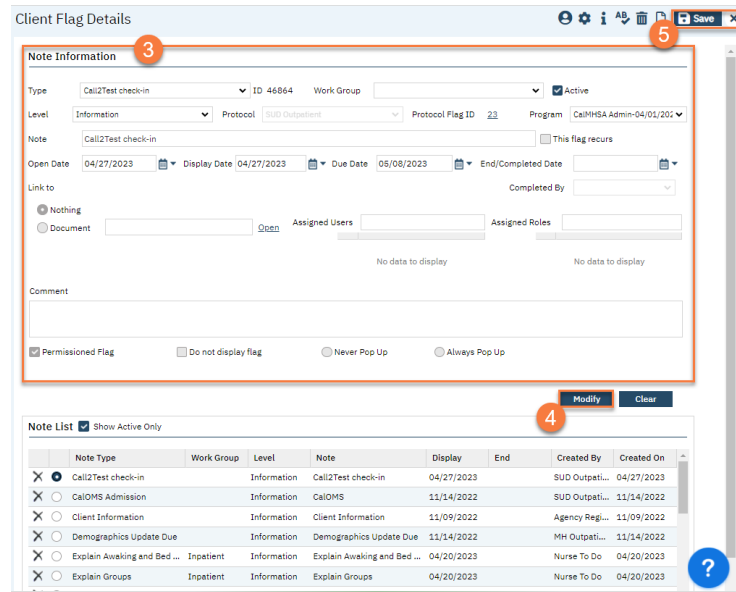 Client Flag Details
AB
Save
5
3
Note Information
Type Call2Test check-in ID 46864 Work Group Active
Level Information Protocol SUD Outpatient Protocol Flag ID 23 Program CalMHSA Admin-04/01/202
Note Call2Test check-in This flag recurs
Open Date 04/27/2023 Display Date 04/27/2023 Due Date 05/08/2023 End/Completed Date
Link to Completed By
Nothing
Document Open Assigned Users Assigned Roles
No data to display No data to display
Comment
Permissioned Flag Do not display flag Never Pop Up Always Pop Up
Modify Clear
4
Note List Show Active Only
Note Type Work Group Level Note Display End Created By Created On
Call2Test check-in Information Call2Test check-in 04/27/2023 SUD Outpati... 04/27/2023
CalOMS Admission Information CalOMS 11/14/2022 SUD Outpati... 11/14/2022
Client Information Information Client Information 11/09/2022 Agency Regi... 11/09/2022
Demographics Update Due Information Demographics Update Due 11/14/2022 MH Outpati... 11/14/2022
Explain Awaking and Bed ... Inpatient Information Explain Awaking and Bed ... 04/20/2023 Nurse To Do 04/20/2023
Explain Groups Inpatient Information Explain Groups 04/20/2023 Nurse To Do 04/20/2023
?